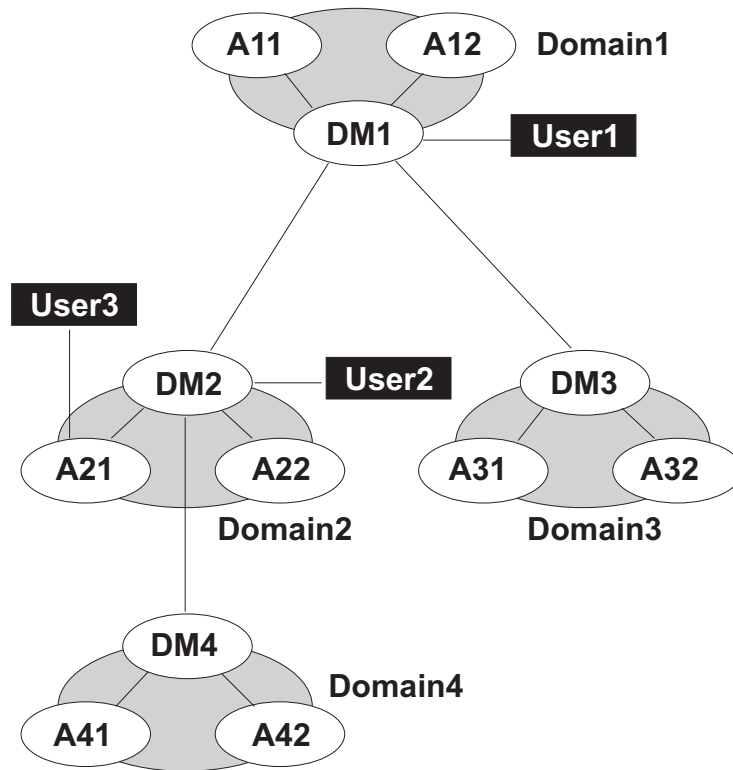 A11
A12
Domain1
DM1
User1
User3
DM2
User2
DM3
A21
A22
A31
A32
Domain2
Domain3
DM4
Domain4
A41
A42